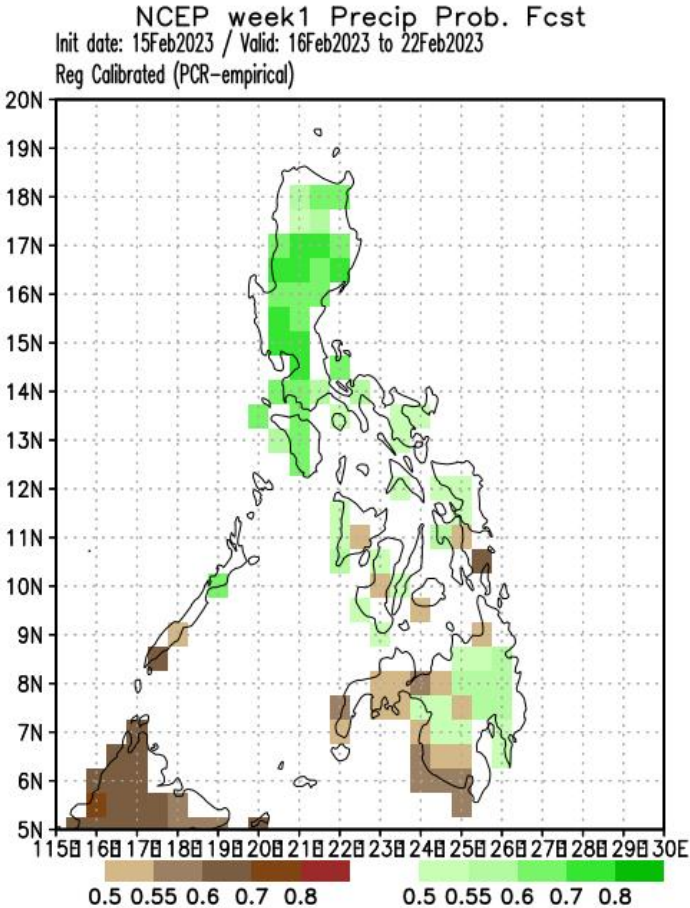 NCEP week1 Precip Prob. Fcst
Init date: 15Feb2023 / Valid: 16Feb2023 to 22Feb2023
Reg Calibrated (PCR-empirical)
20N
19N
18N
17N
16N
15N
14N
13N
12N
11N
10N
9N
8N
7N
6N
5N
115E 116E 117E 118E 119E 120E 121E 122E 123E 124E 125E 126E 127E 128E 129E 130E
0.5 0.55 0.6 0.7 0.8 0.5 0.55 0.6 0.7 0.8